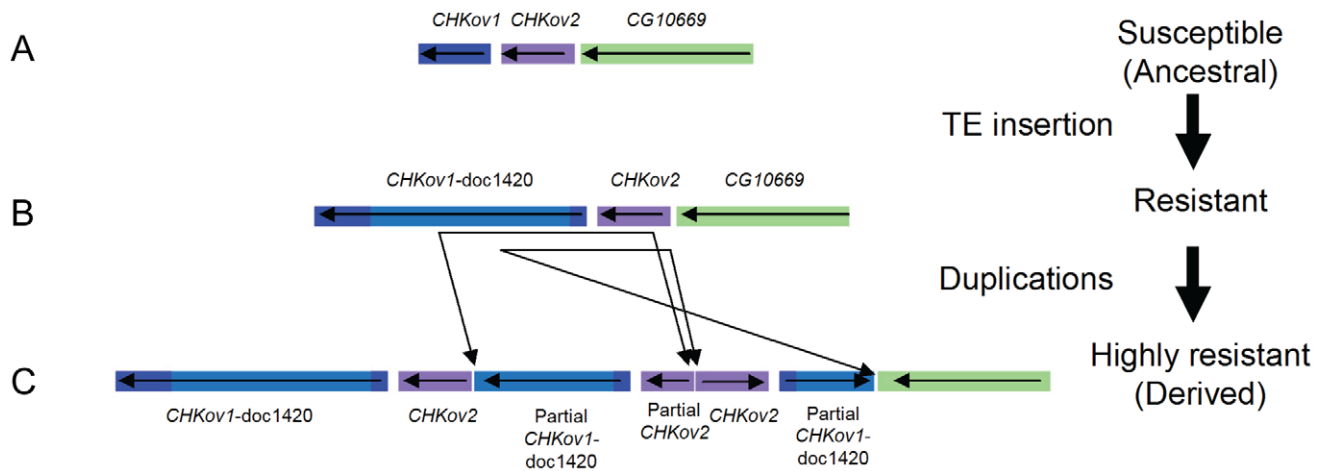 A
CHKov1
CHKov2
CG10669
Susceptible
(Ancestral)
TE insertion
B
CHKov1-doc1420
CHKov2
CG10669
Resistant
Duplications
C
CHKov1-doc1420
CHKov2
Partial
CHKov1-
doc1420
Partial
CHKov2
CHKov2
Partial
CHKov1-
doc1420
Highly resistant
(Derived)